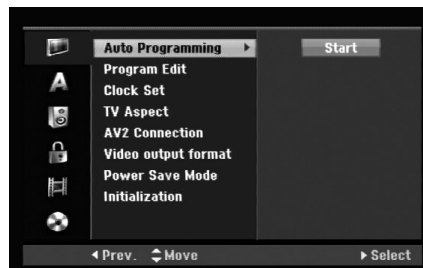 Auto Programming ▶ Start
Program Edit
A
Clock Set
TV Aspect
AV2 Connection
Video output format
Power Save Mode
Initialization
◀ Prev. ▲▼ Move ▶ Select